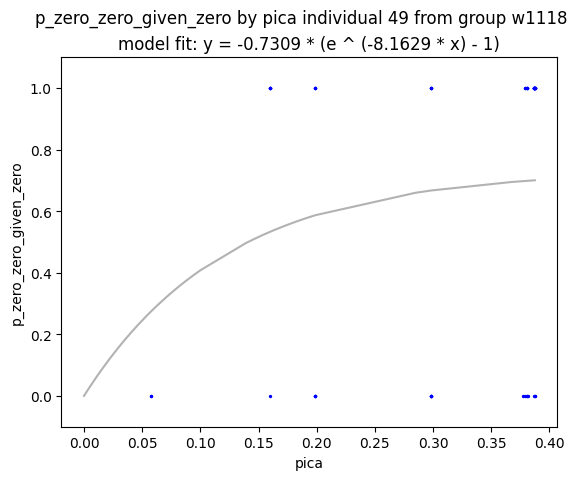 p_zero_zero_given_zero by pica individual 49 from group w1118
model fit: y = -0.7309 * (e ^ (-8.1629 * x) - 1)
p_zero_zero_given_zero
1.0
0.8
0.6
0.4
0.2
0.0
0.00 0.05 0.10 0.15 0.20 0.25 0.30 0.35 0.40
pica